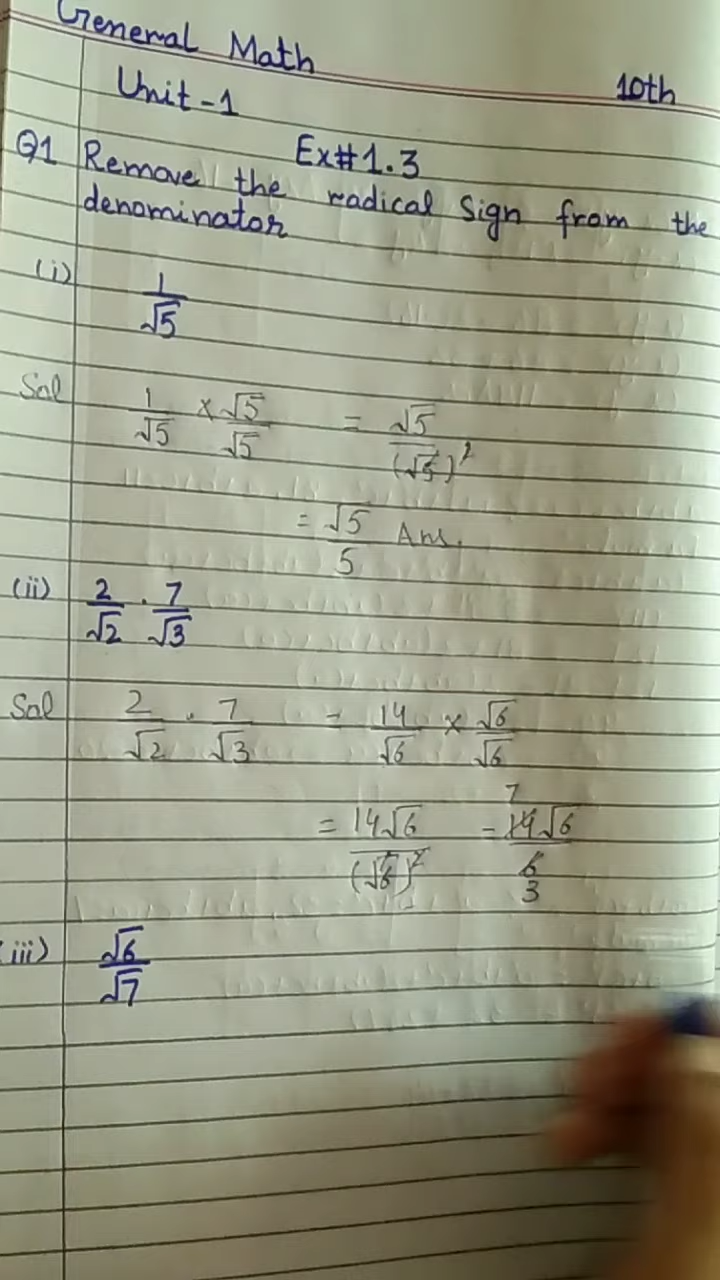 General Math
10th
Unit-1
Ex#1.3
Q1 Remove the radical Sign from the
denominator
(i) 1/√5
Sol 1/√5 × √5/√5 = √5/(√5)²
= √5/5 Ans.
(ii) 2/√2 · 7/√3
Sol 2/√2 · 7/√3 = 14/√6 × √6/√6
= 14√6/(√6)² = 14√6/6
7
3
(iii) √6/√7